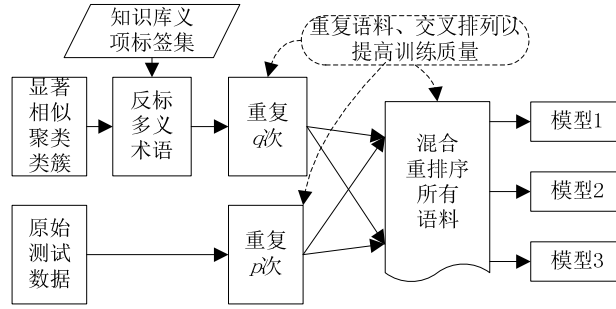 知识库义
项标签集
重复语料、交叉排列以
提高训练质量
显著
相似
聚类
类簇
反标
多义
术语
重复
q次
混合
重排序
所有
语料
模型1
模型2
模型3
原始
测试
数据
重复
p次